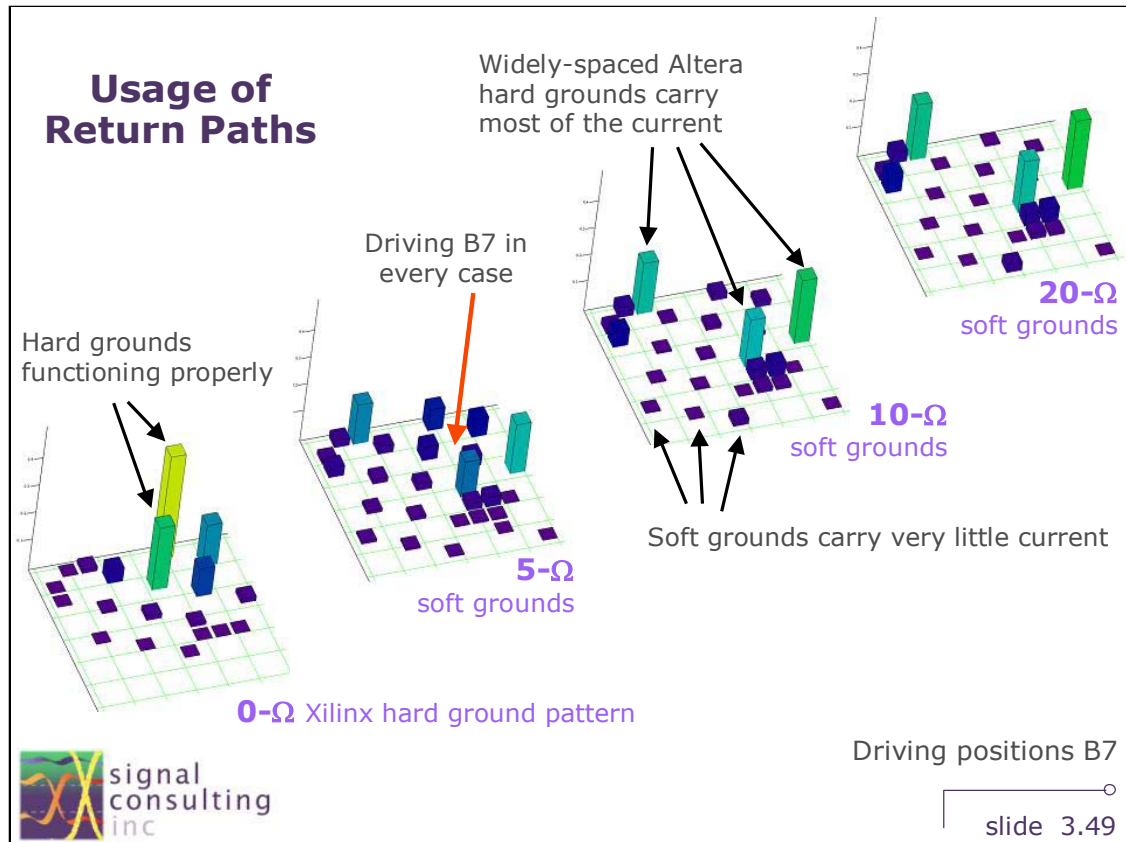 Usage of
Return Paths
Widely-spaced Altera
hard grounds carry
most of the current
Driving B7 in
every case
Hard grounds
functioning properly
20-Ω
soft grounds
10-Ω
soft grounds
Soft grounds carry very little current
5-Ω
soft grounds
0-Ω Xilinx hard ground pattern
signal
consulting
inc
Driving positions B7
slide 3.49